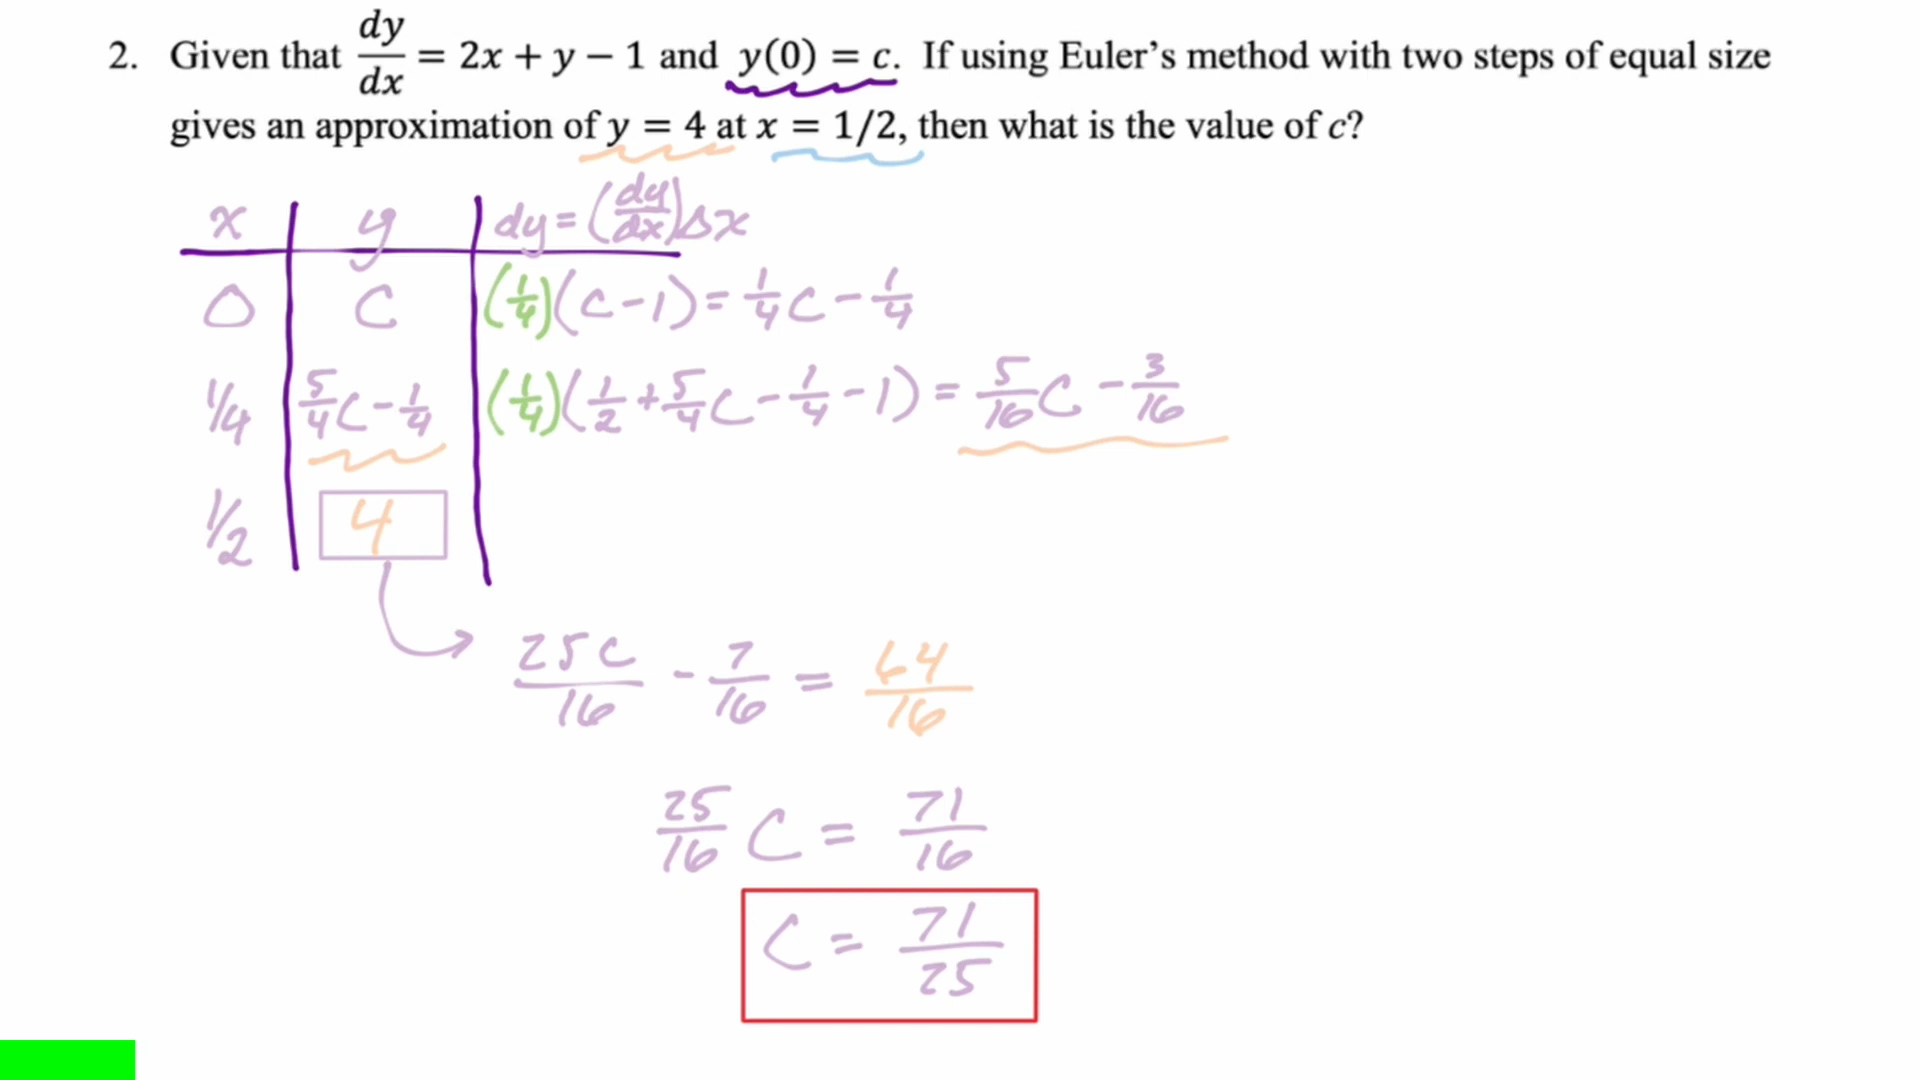 2. Given that dy/dx = 2x + y − 1 and y(0) = c. If using Euler's method with two steps of equal size
gives an approximation of y = 4 at x = 1/2, then what is the value of c?
x y dy = (dy/dx)Δx
0 C (1/4)(C − 1) = 1/4 C − 1/4
1/4 5/4 C − 1/4 (1/4)(1/2 + 5/4 C − 1/4 − 1) = 5/16 C − 3/16
1/2 4
25C/16 − 7/16 = 64/16
25/16 C = 71/16
C = 71/25